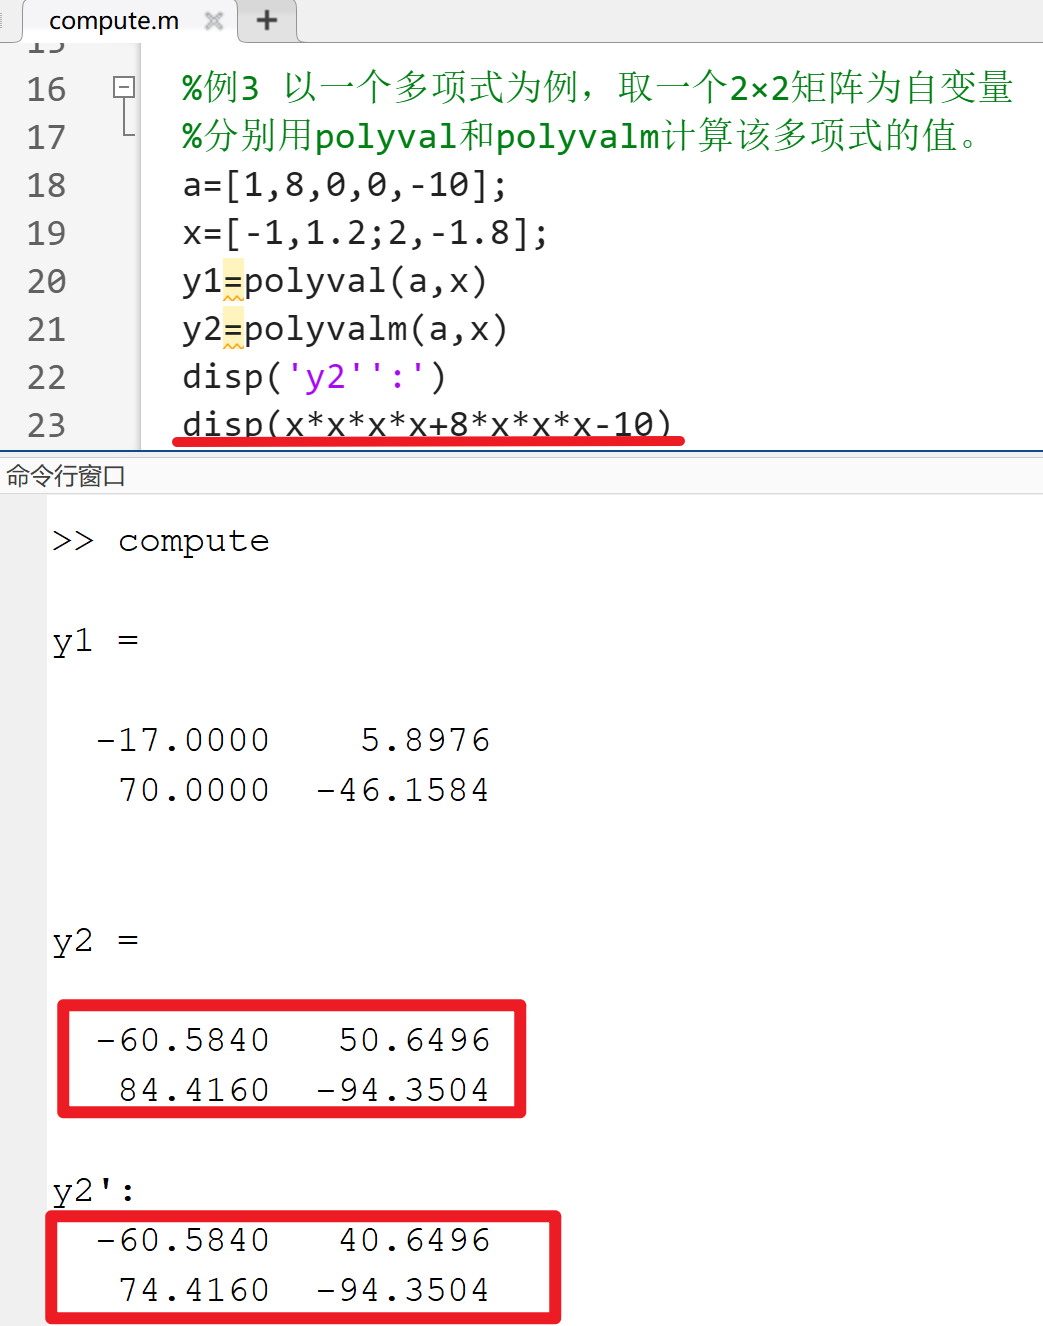 compute.m
16 %例3 以一个多项式为例，取一个2×2矩阵为自变量
17 %分别用polyval和polyvalm计算该多项式的值。
18 a=[1,8,0,0,-10];
19 x=[-1,1.2;2,-1.8];
20 y1=polyval(a,x)
21 y2=polyvalm(a,x)
22 disp('y2'':')
23 disp(x*x*x*x+8*x*x*x-10)
命令行窗口
>> compute
y1 =
-17.0000 5.8976
70.0000 -46.1584
y2 =
-60.5840 50.6496
84.4160 -94.3504
y2':
-60.5840 40.6496
74.4160 -94.3504